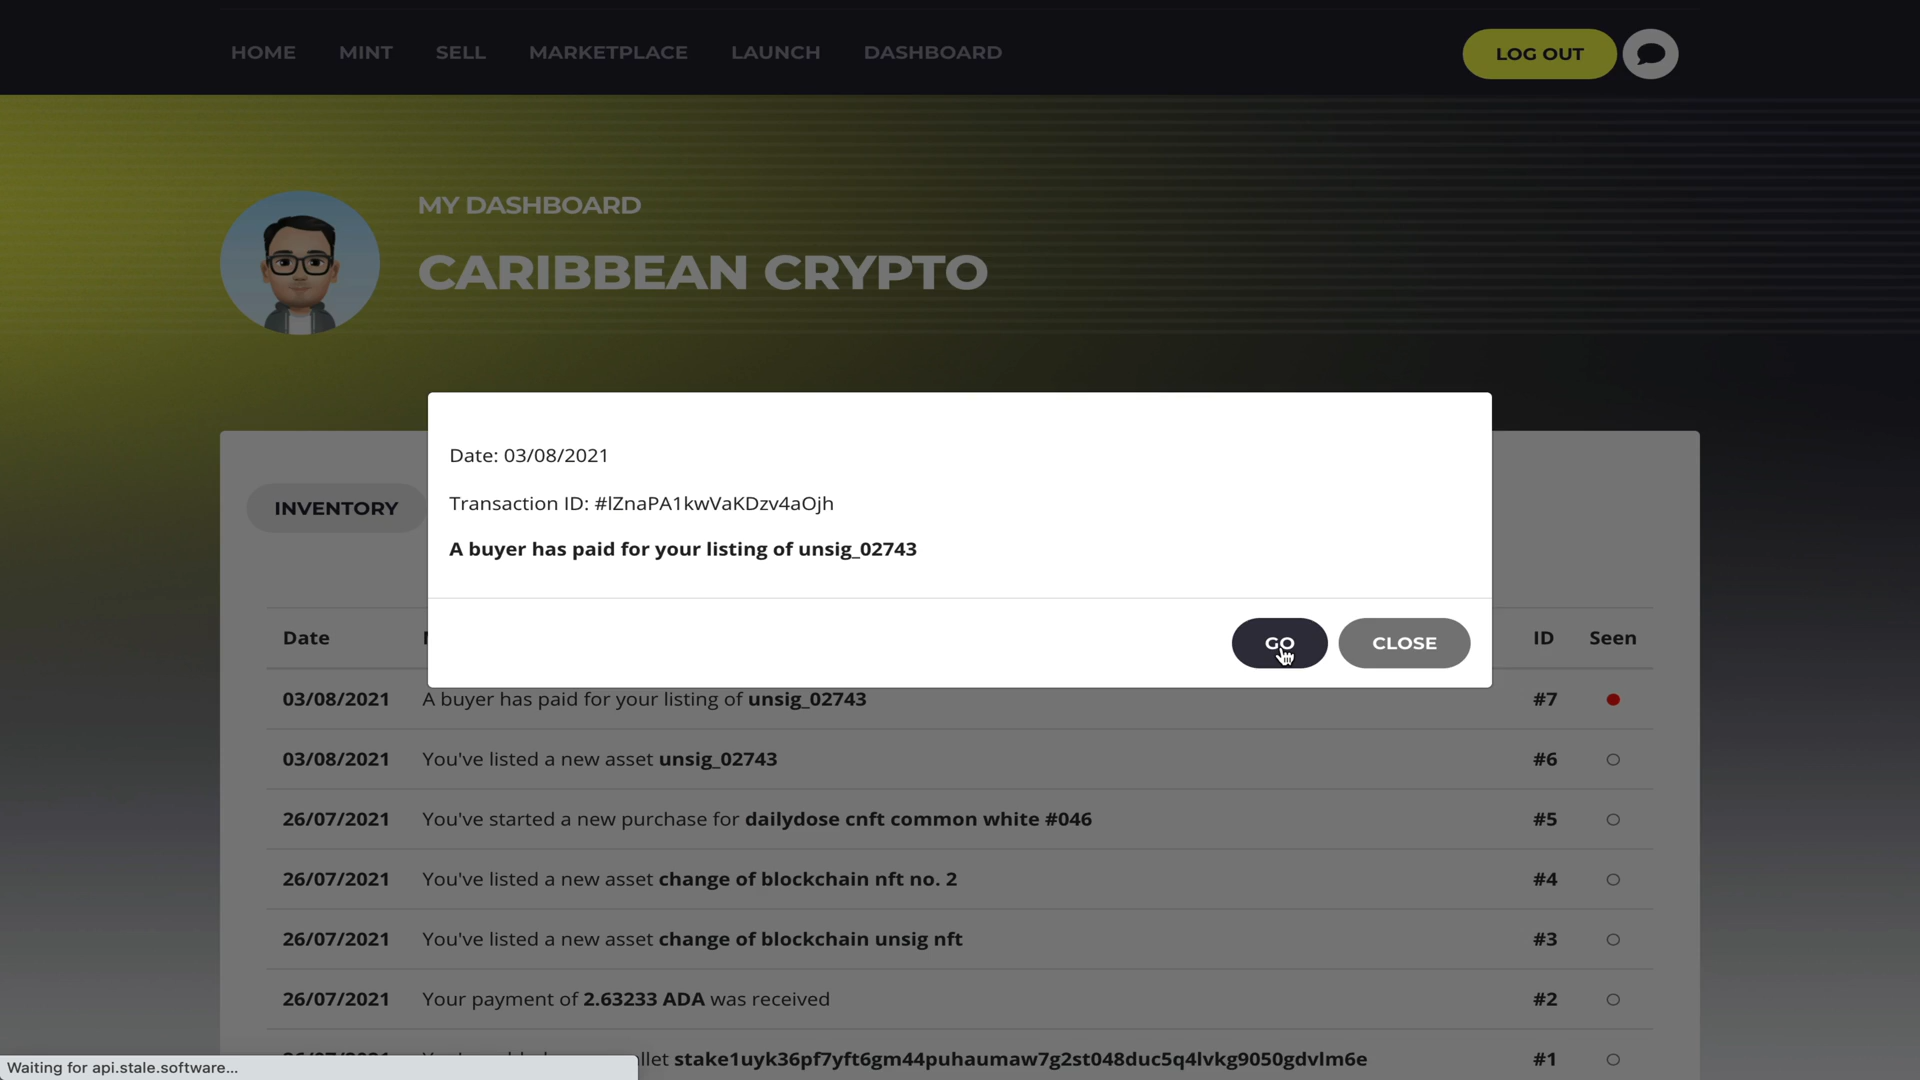 HOME MINT SELL MARKETPLACE LAUNCH DASHBOARD LOG OUT
MY DASHBOARD
CARIBBEAN CRYPTO
Date: 03/08/2021
Transaction ID: #lZnaPA1kwVaKDzv4aOjh
A buyer has paid for your listing of unsig_02743
GO CLOSE
INVENTORY
Date ID Seen
03/08/2021 A buyer has paid for your listing of unsig_02743 #7
03/08/2021 You've listed a new asset unsig_02743 #6
26/07/2021 You've started a new purchase for dailydose cnft common white #046 #5
26/07/2021 You've listed a new asset change of blockchain nft no. 2 #4
26/07/2021 You've listed a new asset change of blockchain unsig nft #3
26/07/2021 Your payment of 2.63233 ADA was received #2
stake1uyk36pf7yft6gm44puhaumaw7g2st048duc5q4lvkg9050gdvlm6e #1
Waiting for api.stale.software...